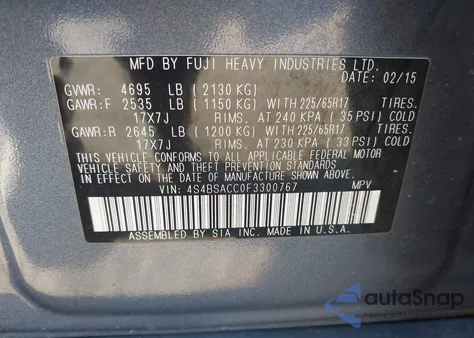 MFD BY FUJI HEAVY INDUSTRIES LTD.
DATE: 02/15
GVWR: 4695 LB (2130 KG)
GAWR:F 2535 LB (1150 KG) WITH 225/65R17 TIRES.
17X7J RIMS. AT 240 KPA (35 PSI) COLD
GAWR:R 2645 LB (1200 KG) WITH 225/65R17 TIRES.
17X7J RIMS. AT 230 KPA (33 PSI) COLD
THIS VEHICLE CONFORMS TO ALL APPLICABLE FEDERAL MOTOR
VEHICLE SAFETY AND THEFT PREVENTION STANDARDS IN
EFFECT ON THE DATE OF MANUFACTURE SHOWN ABOVE.
VIN: 4S4BSACC0F3300767 MPV
ASSEMBLED BY SIA INC. MADE IN U.S.A.
autoSnap